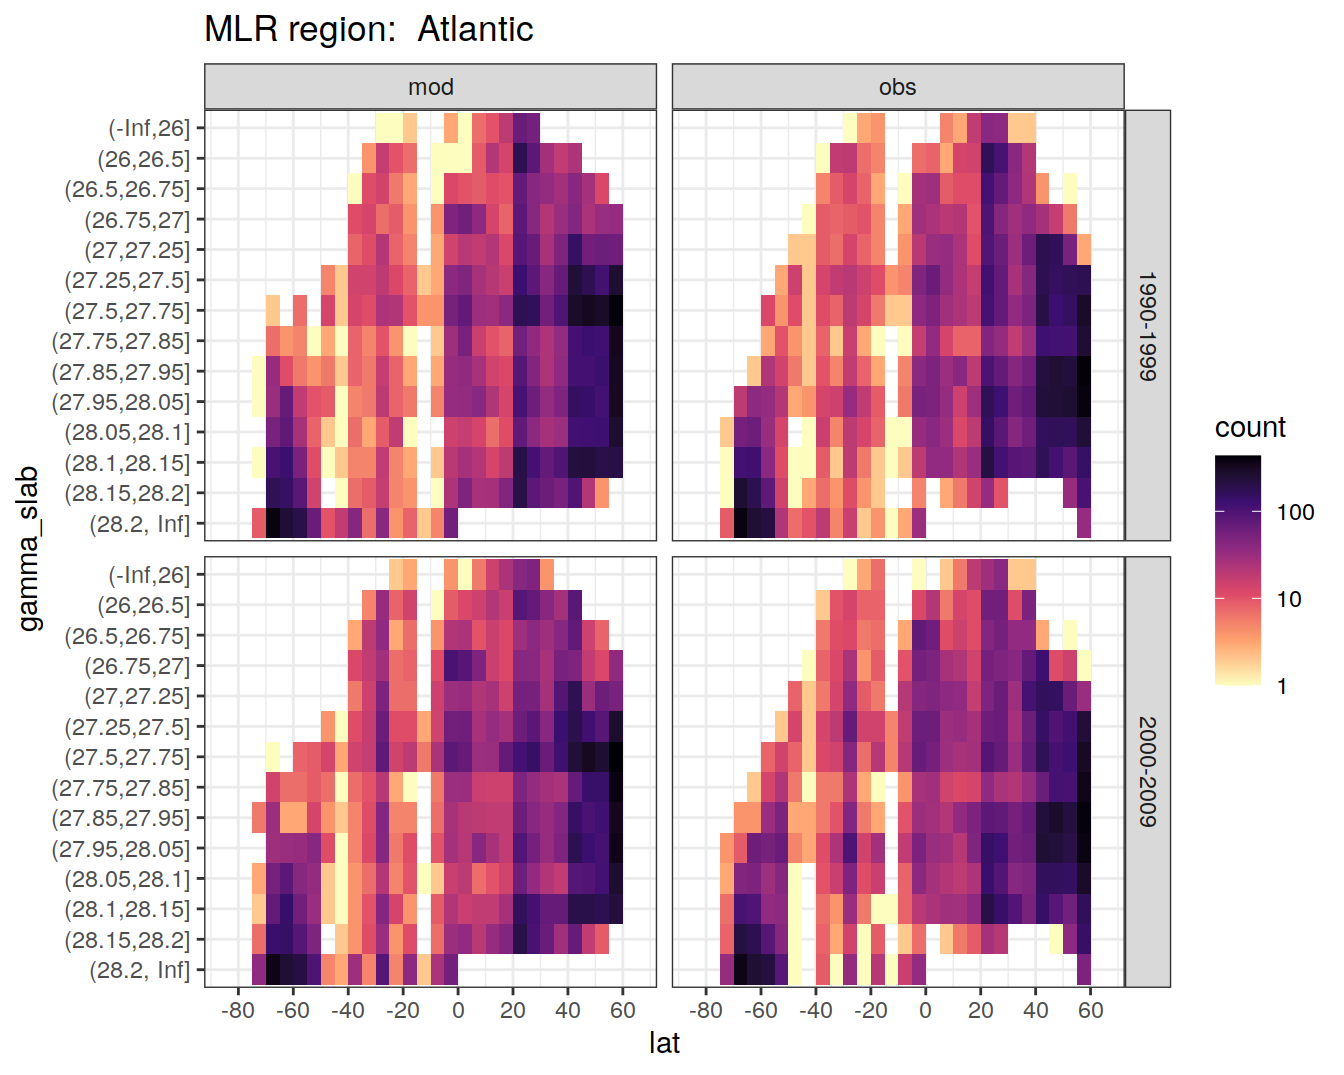 MLR region:  Atlantic
mod
obs
(-Inf,26]
(26,26.5]
(26.5,26.75]
(26.75,27]
(27,27.25]
(27.25,27.5]
(27.5,27.75]
(27.75,27.85]
(27.85,27.95]
(27.95,28.05]
(28.05,28.1]
(28.1,28.15]
(28.15,28.2]
(28.2, Inf]
1990-1999
(-Inf,26]
(26,26.5]
(26.5,26.75]
(26.75,27]
(27,27.25]
(27.25,27.5]
(27.5,27.75]
(27.75,27.85]
(27.85,27.95]
(27.95,28.05]
(28.05,28.1]
(28.1,28.15]
(28.15,28.2]
(28.2, Inf]
2000-2009
gamma_slab
-80 -60 -40 -20 0 20 40 60
-80 -60 -40 -20 0 20 40 60
lat
count
100
10
1